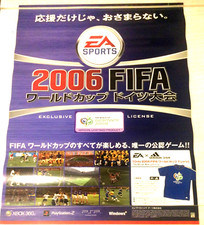 応援だけじゃ、おさまらない。
EA
SPORTS
2006 FIFA
ワールドカップ ドイツ大会
EXCLUSIVE LICENSE
FIFA ワールドカップのすべてが楽しめる、唯一の公認ゲーム!!
EA adidas
XBOX 360 PlayStation 2 PSP Windows